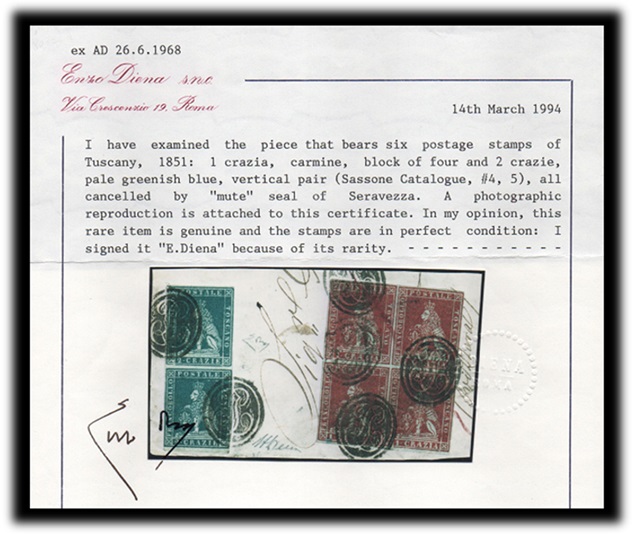 ex AD 26.6.1968
Enzo Diena s.n.c.
Via Crescenzio 19, Roma
14th March 1994
I have examined the piece that bears six postage stamps of
Tuscany, 1851: 1 crazia, carmine, block of four and 2 crazie,
pale greenish blue, vertical pair (Sassone Catalogue, #4, 5), all
cancelled by "mute" seal of Seravezza. A photographic
reproduction is attached to this certificate. In my opinion, this
rare item is genuine and the stamps are in perfect condition: I
signed it "E.Diena" because of its rarity. - - - - - - - - - - -
POSTALE
TOSCANO
2 CRAZIE
POSTALE
2 CRAZIE
POSTALE
POSTALE
1 CRAZIA